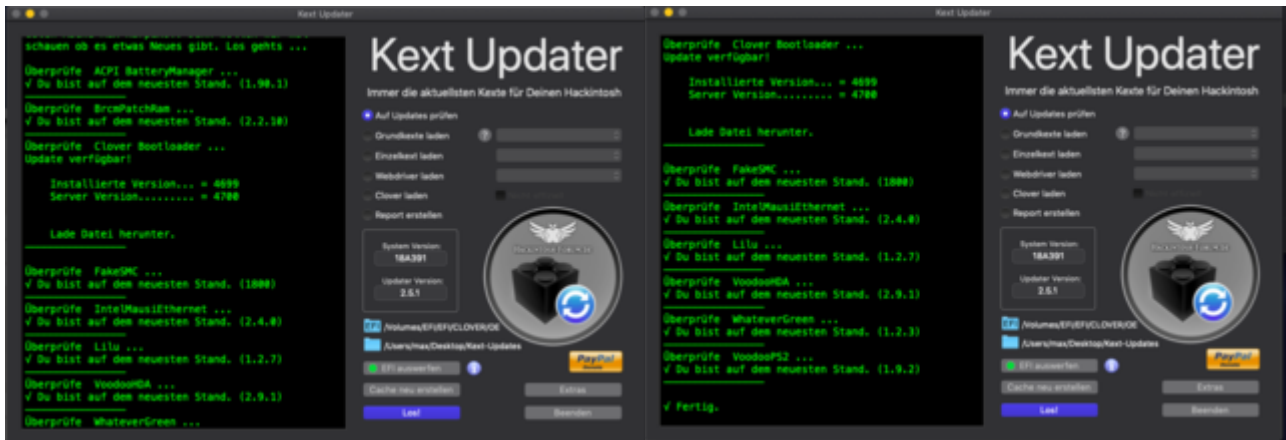 Kext Updater
schauen ob es etwas Neues gibt. Los gehts ...
Überprüfe ACPI BatteryManager ...
√ Du bist auf dem neuesten Stand. (1.90.1)
Überprüfe BrcmPatchRam ...
√ Du bist auf dem neuesten Stand. (2.2.10)
Überprüfe Clover Bootloader ...
Update verfügbar!
Installierte Version... = 4699
Server Version......... = 4700
Lade Datei herunter.
Überprüfe FakeSMC ...
√ Du bist auf dem neuesten Stand. (1800)
Überprüfe IntelMausiEthernet ...
√ Du bist auf dem neuesten Stand. (2.4.0)
Überprüfe Lilu ...
√ Du bist auf dem neuesten Stand. (1.2.7)
Überprüfe VoodooHDA ...
√ Du bist auf dem neuesten Stand. (2.9.1)
Überprüfe WhateverGreen ...
Kext Updater
Immer die aktuellsten Kexte für Deinen Hackintosh
Auf Updates prüfen
Grundkexte laden
?
Einzelkext laden
Webdriver laden
Clover laden
Report erstellen
System Version:
18A391
Updater Version:
2.5.1
EFI /Volumes/EFI/EFI/CLOVER/OE
/Users/max/Desktop/Kext-Updates
EFI auswerfen
PayPal
Cache neu erstellen
Extras
Los!
Beenden
Kext Updater
Überprüfe Clover Bootloader ...
Update verfügbar!
Installierte Version... = 4699
Server Version......... = 4700
Lade Datei herunter.
Überprüfe FakeSMC ...
√ Du bist auf dem neuesten Stand. (1800)
Überprüfe IntelMausiEthernet ...
√ Du bist auf dem neuesten Stand. (2.4.0)
Überprüfe Lilu ...
√ Du bist auf dem neuesten Stand. (1.2.7)
Überprüfe VoodooHDA ...
√ Du bist auf dem neuesten Stand. (2.9.1)
Überprüfe WhateverGreen ...
√ Du bist auf dem neuesten Stand. (1.2.3)
Überprüfe VoodooPS2 ...
√ Du bist auf dem neuesten Stand. (1.9.2)
√ Fertig.
Kext Updater
Immer die aktuellsten Kexte für Deinen Hackintosh
Auf Updates prüfen
Grundkexte laden
?
Einzelkext laden
Webdriver laden
Clover laden
Report erstellen
System Version:
18A391
Updater Version:
2.5.1
EFI /Volumes/EFI/EFI/CLOVER/OE
/Users/max/Desktop/Kext-Updates
EFI auswerfen
PayPal
Cache neu erstellen
Extras
Los!
Beenden